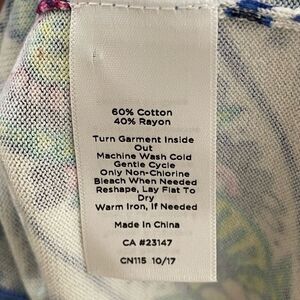 60% Cotton
40% Rayon
Turn Garment Inside
Out
Machine Wash Cold
Gentle Cycle
Only Non-Chlorine
Bleach When Needed
Reshape, Lay Flat To
Dry
Warm Iron, If Needed
Made In China
CA #23147
CN115 10/17